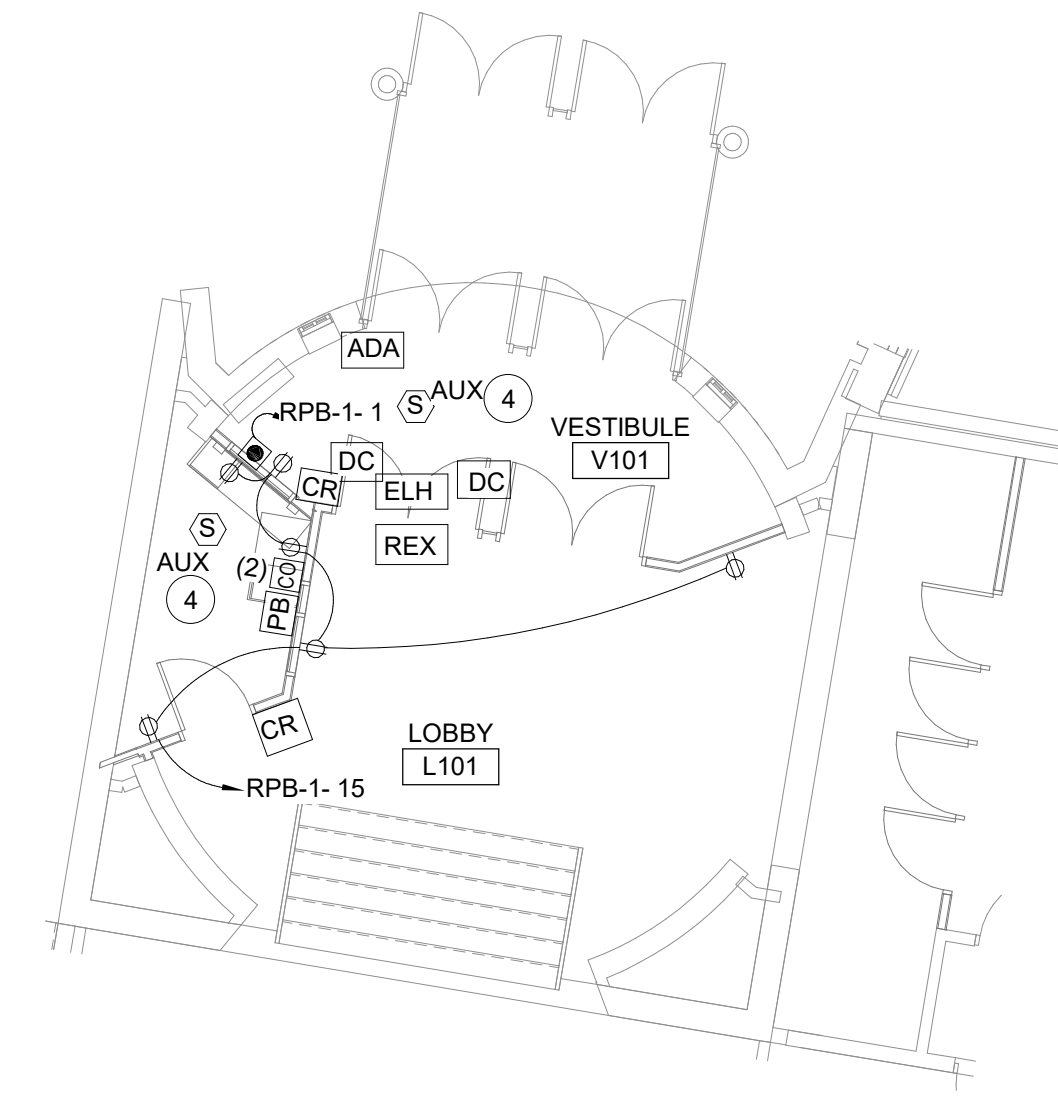 ADA
S
AUX
4
RPB-1- 1
VESTIBULE
V101
DC
DC
CR
ELH
REX
S
AUX
4
(2)
CO
PB
CR
LOBBY
L101
RPB-1- 15